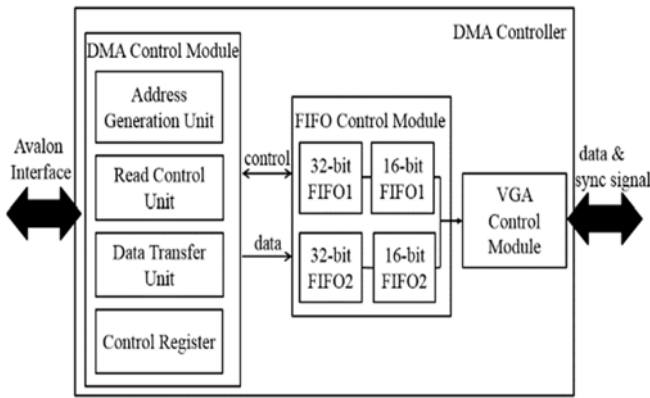 DMA Controller
DMA Control Module
Address
Generation Unit
Read Control
Unit
Data Transfer
Unit
Control Register
Avalon
Interface
control
data
FIFO Control Module
32-bit
FIFO1
16-bit
FIFO1
32-bit
FIFO2
16-bit
FIFO2
VGA
Control
Module
data &
sync signal